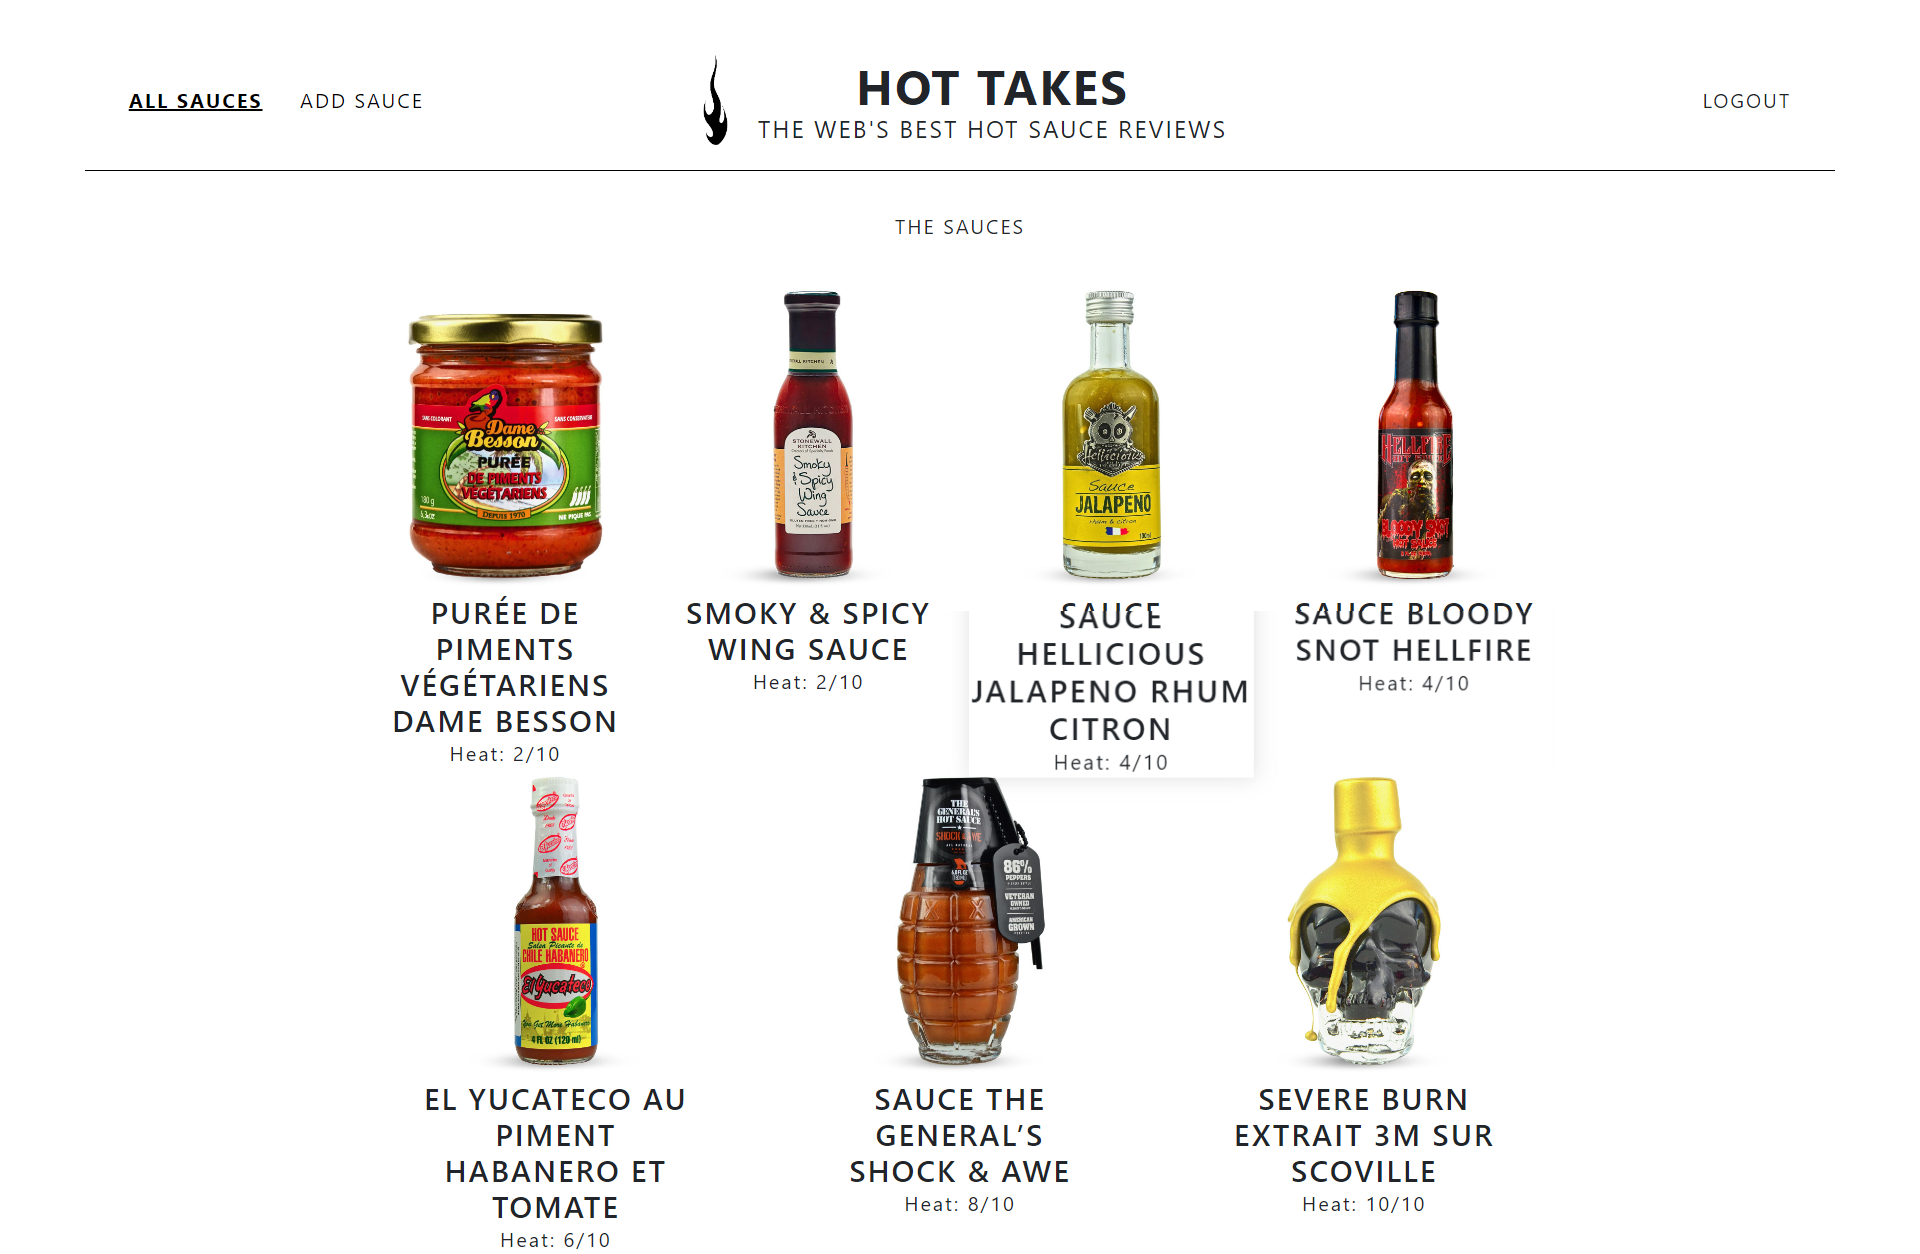 ALL SAUCES
ADD SAUCE
HOT TAKES
THE WEB'S BEST HOT SAUCE REVIEWS
LOGOUT
THE SAUCES
SANS COLORANT
SANS CONSERVATEUR
Dame
Besson
PURÉE
DE PIMENTS
VÉGÉTARIENS
180 g
DEPUIS 1970
NE PIQUE PAS
STONEWALL
KITCHEN
Smoky
& Spicy
Wing
Sauce
Hellicious
Sauce
JALAPENO
rhum & citron
100ml
HELLFIRE
BLOODY SNOT
HOT SAUCE
PURÉE DE
PIMENTS
VÉGÉTARIENS
DAME BESSON
Heat: 2/10
SMOKY & SPICY
WING SAUCE
Heat: 2/10
SAUCE
HELLICIOUS
JALAPENO RHUM
CITRON
Heat: 4/10
SAUCE BLOODY
SNOT HELLFIRE
Heat: 4/10
HOT SAUCE
Salsa Picante de
CHILE HABANERO
El Yucateco
You Get More Habanero
4 FL OZ (120 ml)
THE
GENERAL'S
HOT SAUCE
SHOCK & AWE
86%
PEPPERS
VETERAN
OWNED
AMERICAN
GROWN
EL YUCATECO AU
PIMENT
HABANERO ET
TOMATE
Heat: 6/10
SAUCE THE
GENERAL’S
SHOCK & AWE
Heat: 8/10
SEVERE BURN
EXTRAIT 3M SUR
SCOVILLE
Heat: 10/10